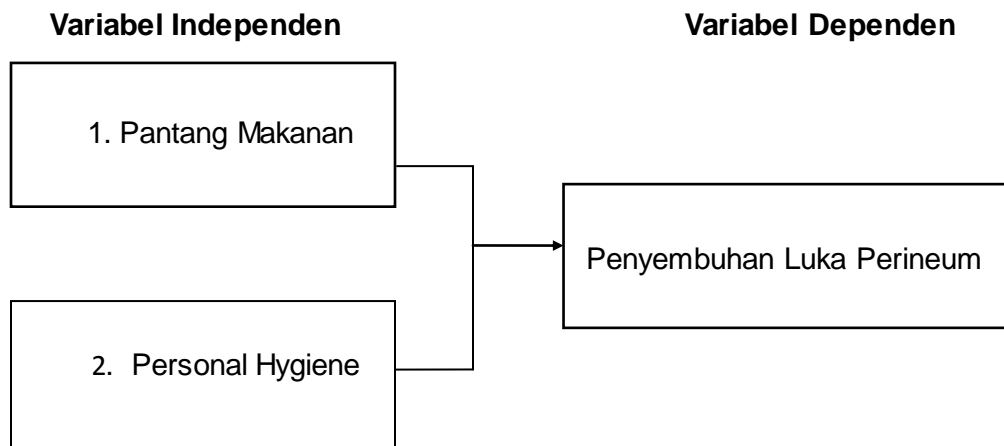 Variabel Independen
Variabel Dependen
1. Pantang Makanan
Penyembuhan Luka Perineum
2. Personal Hygiene